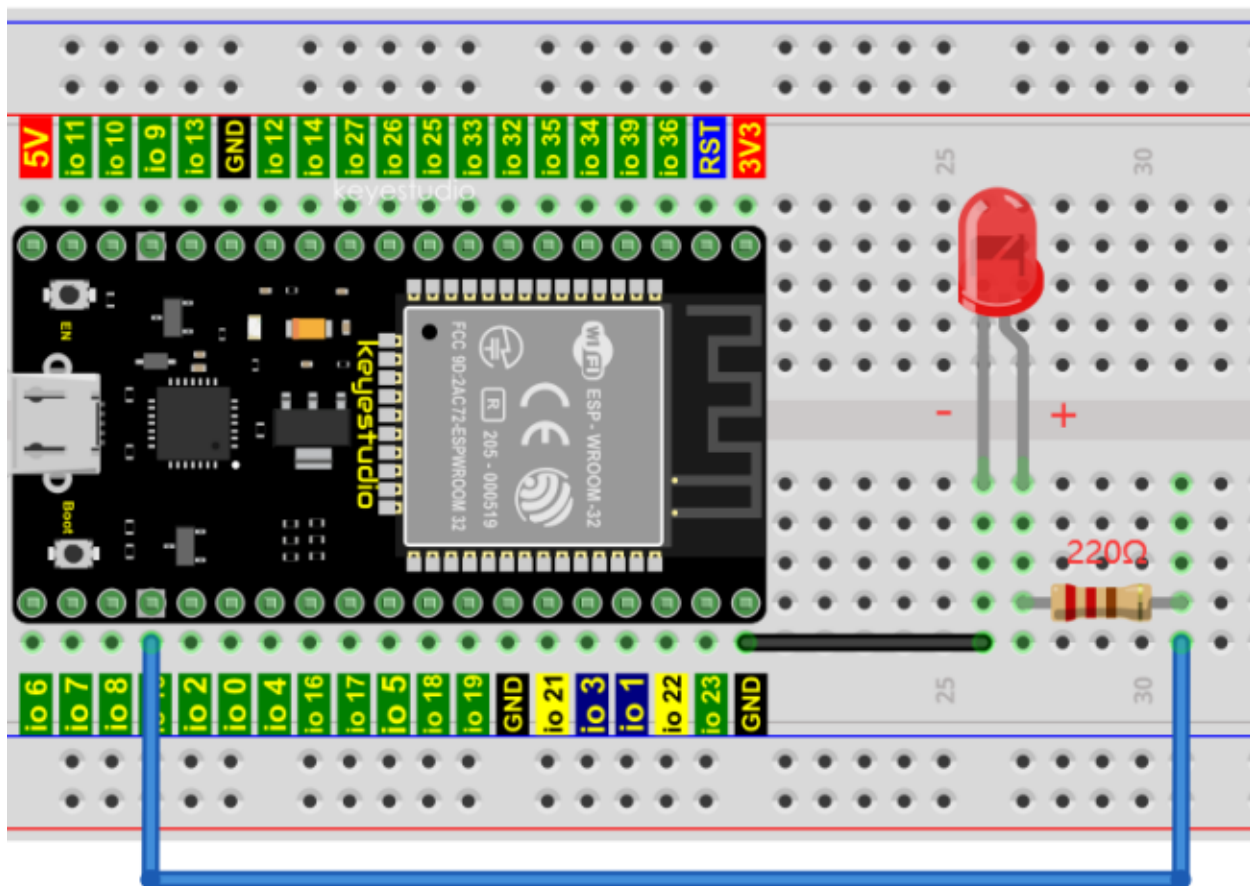 5V
io 11
io 10
io 9
io 13
GND
io 12
io 14
io 27
io 26
io 25
io 33
io 32
io 35
io 34
io 39
io 36
RST
3V3
25
30
keyestudio
EN
Boot
keyestudio
WiFi
ESP - WROOM -32
CE
R
205 - 000519
FCC 9D:2AC72-ESPWROOM 32
- +
220Ω
io 6
io 7
io 8
io 2
io 0
io 4
io 16
io 17
io 5
io 18
io 19
GND
io 21
io 3
io 1
io 22
io 23
GND
25
30